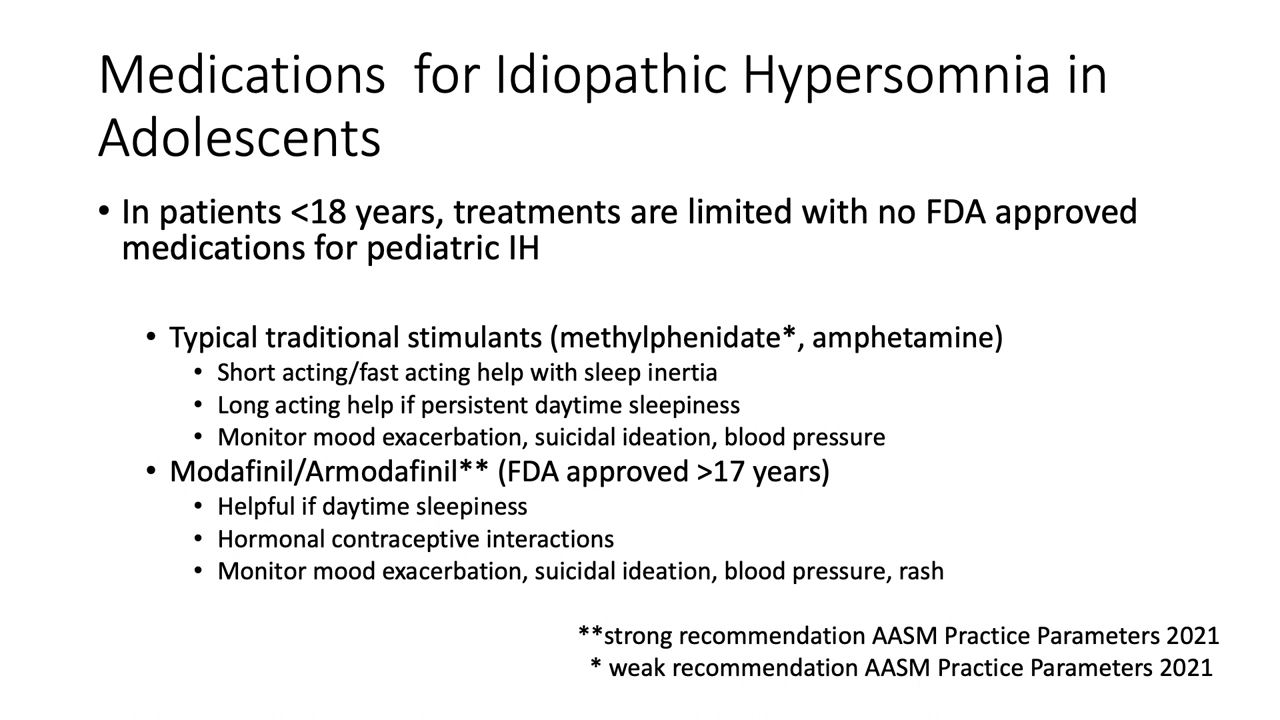 Medications  for Idiopathic Hypersomnia in
Adolescents
• In patients <18 years, treatments are limited with no FDA approved
medications for pediatric IH
• Typical traditional stimulants (methylphenidate*, amphetamine)
• Short acting/fast acting help with sleep inertia
• Long acting help if persistent daytime sleepiness
• Monitor mood exacerbation, suicidal ideation, blood pressure
• Modafinil/Armodafinil** (FDA approved >17 years)
• Helpful if daytime sleepiness
• Hormonal contraceptive interactions
• Monitor mood exacerbation, suicidal ideation, blood pressure, rash
**strong recommendation AASM Practice Parameters 2021
* weak recommendation AASM Practice Parameters 2021